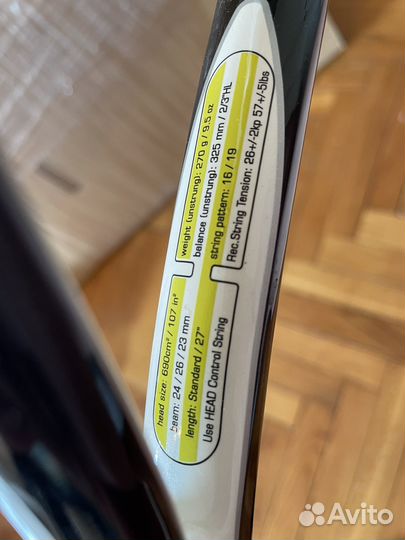 weight (unstrung): 270 g / 9.5 oz
balance (unstrung): 325 mm / 2/3"HL
string pattern: 16 / 19
Rec.String Tension: 26+/-2kp 57+/-5lbs
head size: 690cm² / 107 in²
beam: 24 / 26 / 23 mm
length: Standard / 27"
Use HEAD Control String
Avito